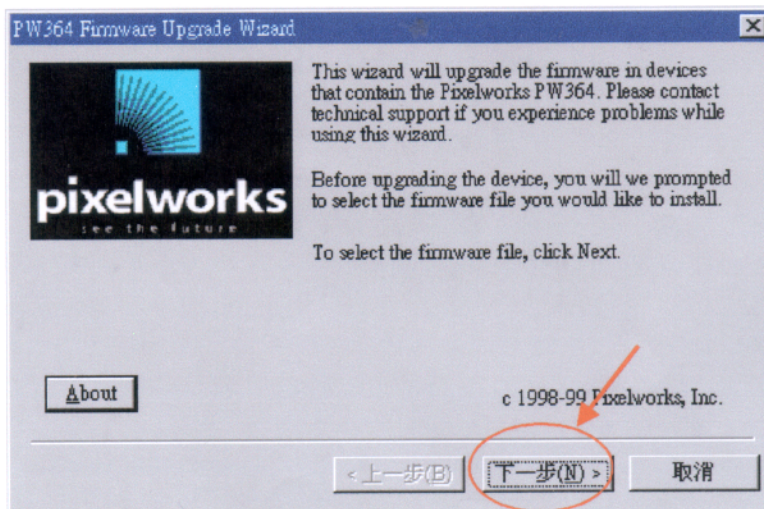 PW364 Firmware Upgrade Wizard
pixelworks
see the future
This wizard will upgrade the firmware in devices
that contain the Pixelworks PW364. Please contact
technical support if you experience problems while
using this wizard.
Before upgrading the device, you will we prompted
to select the firmware file you would like to install.
To select the firmware file, click Next.
About
c 1998-99 Pixelworks, Inc.
< 上一步(B)
下一步(N) >
取消